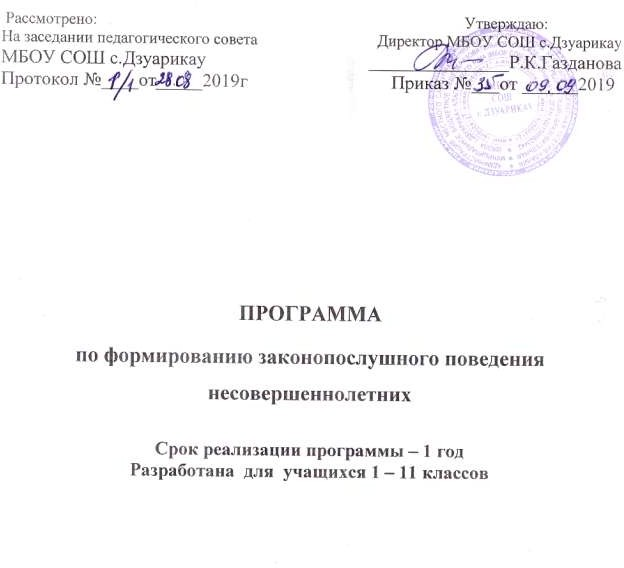 Рассмотрено:
На заседании педагогического совета
МБОУ СОШ с.Дзуарикау
Протокол № 1/1 от 28.08 2019г
Утверждаю:
Директор МБОУ СОШ с.Дзуарикау
Р.К.Газданова
Приказ № 35 от 09.09 2019
СОШ
с ДЗУАРИКАУ
ПРОГРАММА
по формированию законопослушного поведения
несовершеннолетних
Срок реализации программы – 1 год
Разработана для учащихся 1 – 11 классов